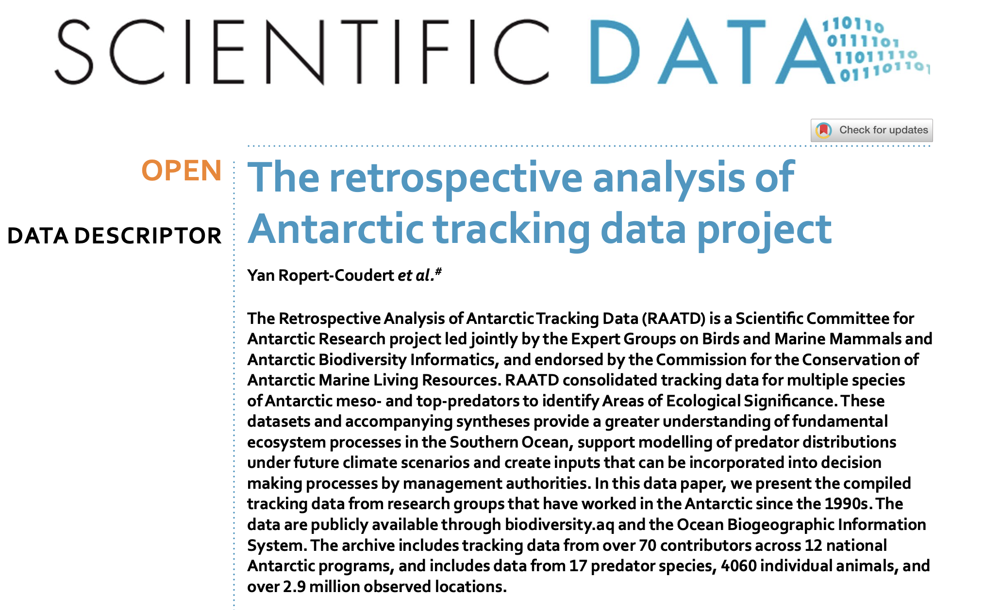 SCIENTIFIC DATA
110110
0111101
11011110
011101101
Check for updates
OPEN
DATA DESCRIPTOR
The retrospective analysis of
Antarctic tracking data project
Yan Ropert-Coudert et al.#
The Retrospective Analysis of Antarctic Tracking Data (RAATD) is a Scientific Committee for
Antarctic Research project led jointly by the Expert Groups on Birds and Marine Mammals and
Antarctic Biodiversity Informatics, and endorsed by the Commission for the Conservation of
Antarctic Marine Living Resources. RAATD consolidated tracking data for multiple species
of Antarctic meso- and top-predators to identify Areas of Ecological Significance. These
datasets and accompanying syntheses provide a greater understanding of fundamental
ecosystem processes in the Southern Ocean, support modelling of predator distributions
under future climate scenarios and create inputs that can be incorporated into decision
making processes by management authorities. In this data paper, we present the compiled
tracking data from research groups that have worked in the Antarctic since the 1990s. The
data are publicly available through biodiversity.aq and the Ocean Biogeographic Information
System. The archive includes tracking data from over 70 contributors across 12 national
Antarctic programs, and includes data from 17 predator species, 4060 individual animals, and
over 2.9 million observed locations.